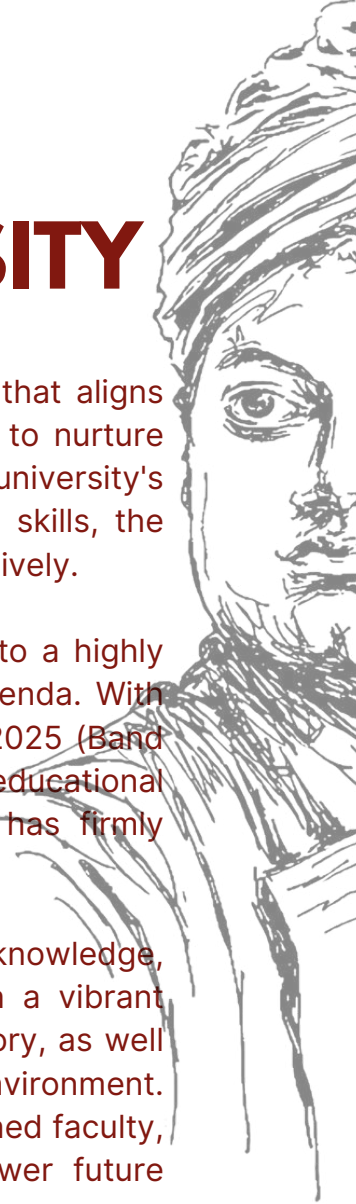 SITY
that aligns
to nurture
university's
skills, the
ively.
to a highly
enda. With
2025 (Band
educational
has firmly
knowledge,
a vibrant
ory, as well
nvironment.
ned faculty,
wer future